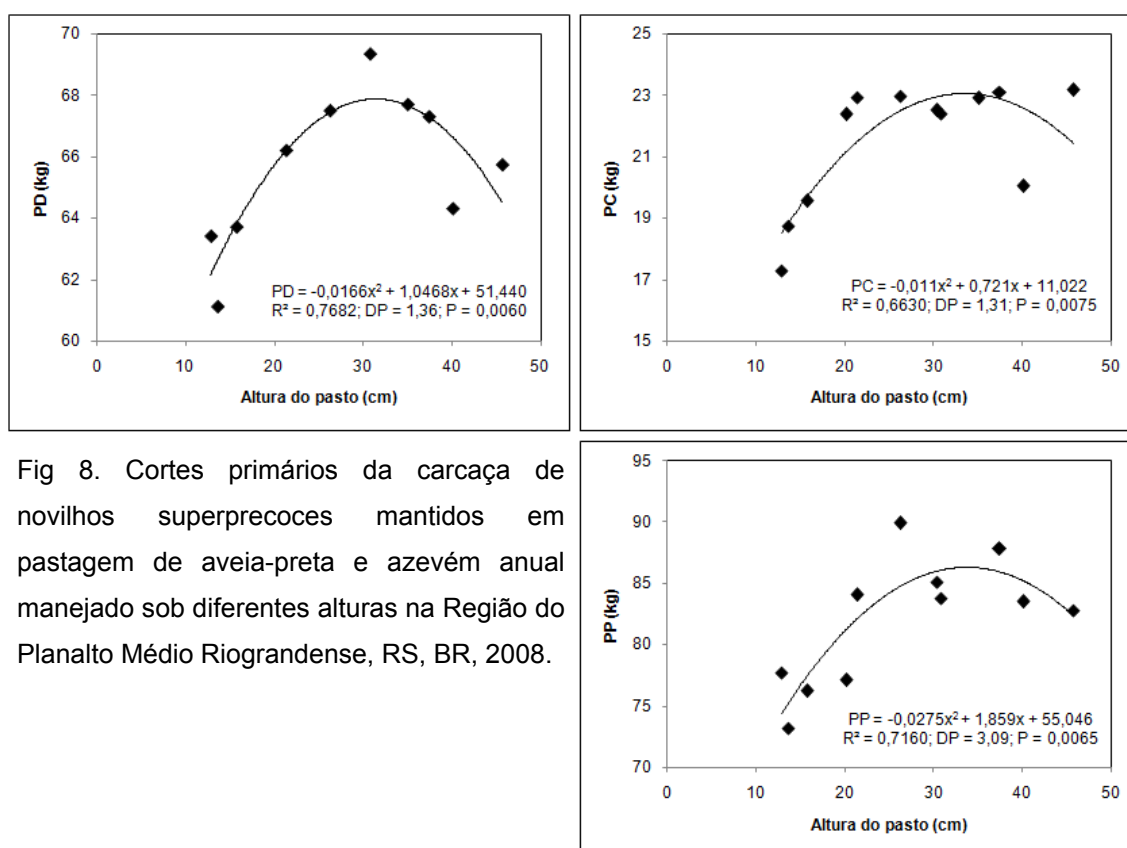 PD (kg)
70
68
66
64
62
60
PD = -0,0166x² + 1,0468x + 51,440
R² = 0,7682; DP = 1,36; P = 0,0060
0 10 20 30 40 50
Altura do pasto (cm)
PC (kg)
25
23
21
19
17
15
PC = -0,011x² + 0,721x + 11,022
R² = 0,6630; DP = 1,31; P = 0,0075
0 10 20 30 40 50
Altura do pasto (cm)
Fig 8. Cortes primários da carcaça de
novilhos superprecoces mantidos em
pastagem de aveia-preta e azevém anual
manejado sob diferentes alturas na Região do
Planalto Médio Riograndense, RS, BR, 2008.
PP (kg)
95
90
85
80
75
70
PP = -0,0275x² + 1,859x + 55,046
R² = 0,7160; DP = 3,09; P = 0,0065
0 10 20 30 40 50
Altura do pasto (cm)